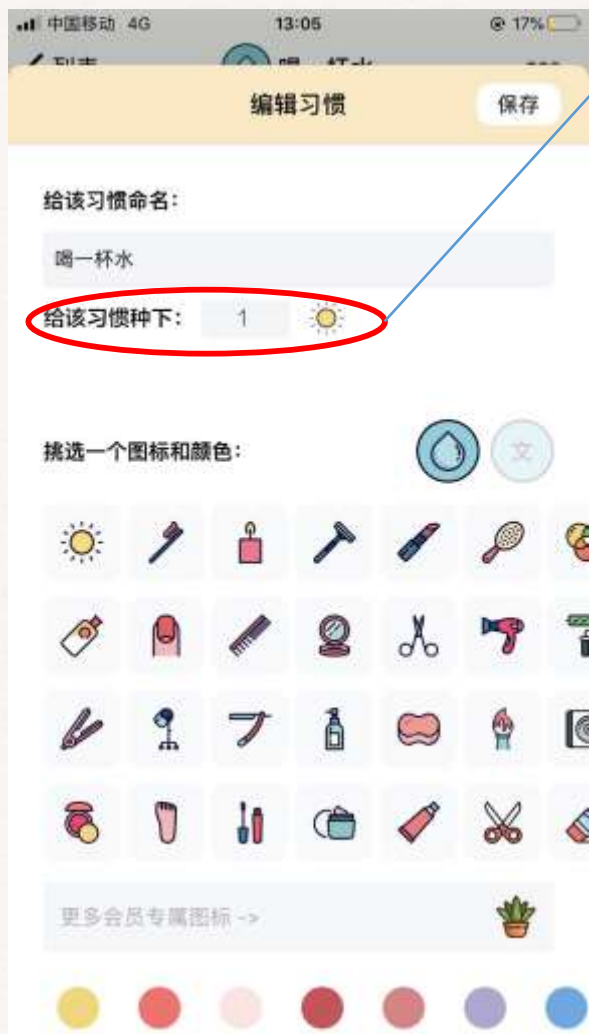 中国移动 4G 13:05 17%
编辑习惯 保存
给该习惯命名：
喝一杯水
给该习惯种下： 1
挑选一个图标和颜色： 文
更多会员专属图标 ->